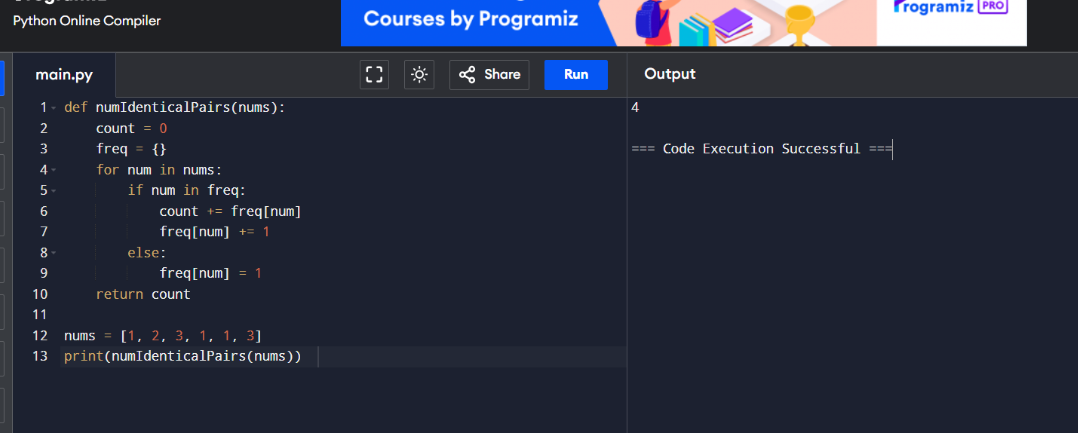 Python Online Compiler
Courses by Programiz
Programiz PRO
main.py
Share
Run
Output
1 def numIdenticalPairs(nums):
2     count = 0
3     freq = {}
4     for num in nums:
5         if num in freq:
6             count += freq[num]
7             freq[num] += 1
8         else:
9             freq[num] = 1
10     return count
11
12 nums = [1, 2, 3, 1, 1, 3]
13 print(numIdenticalPairs(nums))
4
=== Code Execution Successful ===